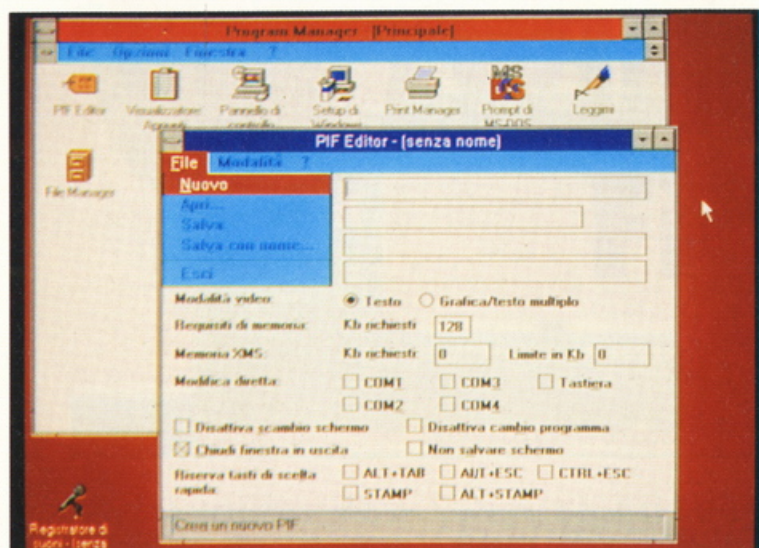 Program Manager - [Principale]
File Opzioni Finestra ?
PIF Editor
Visualizzatore Appunti
Pannello di controllo
Setup di Windows
Print Manager
Prompt di MS-DOS
Leggimi
File Manager
PIF Editor - (senza nome)
File Modalità ?
Nuovo
Apri...
Salva
Salva con nome...
Esci
Modalità video: Testo Grafica/testo multiplo
Requisiti di memoria: Kb richiesti 128
Memoria XMS: Kb richiesti: 0 Limite in Kb 0
Modifica diretta: COM1 COM3 Tastiera
COM2 COM4
Disattiva scambio schermo Disattiva cambio programma
Chiudi finestra in uscita Non salvare schermo
Riserva tasti di scelta rapida: ALT+TAB ALT+ESC CTRL+ESC
STAMP ALT+STAMP
Crea un nuovo PIF.
Registratore di
suoni - (senza